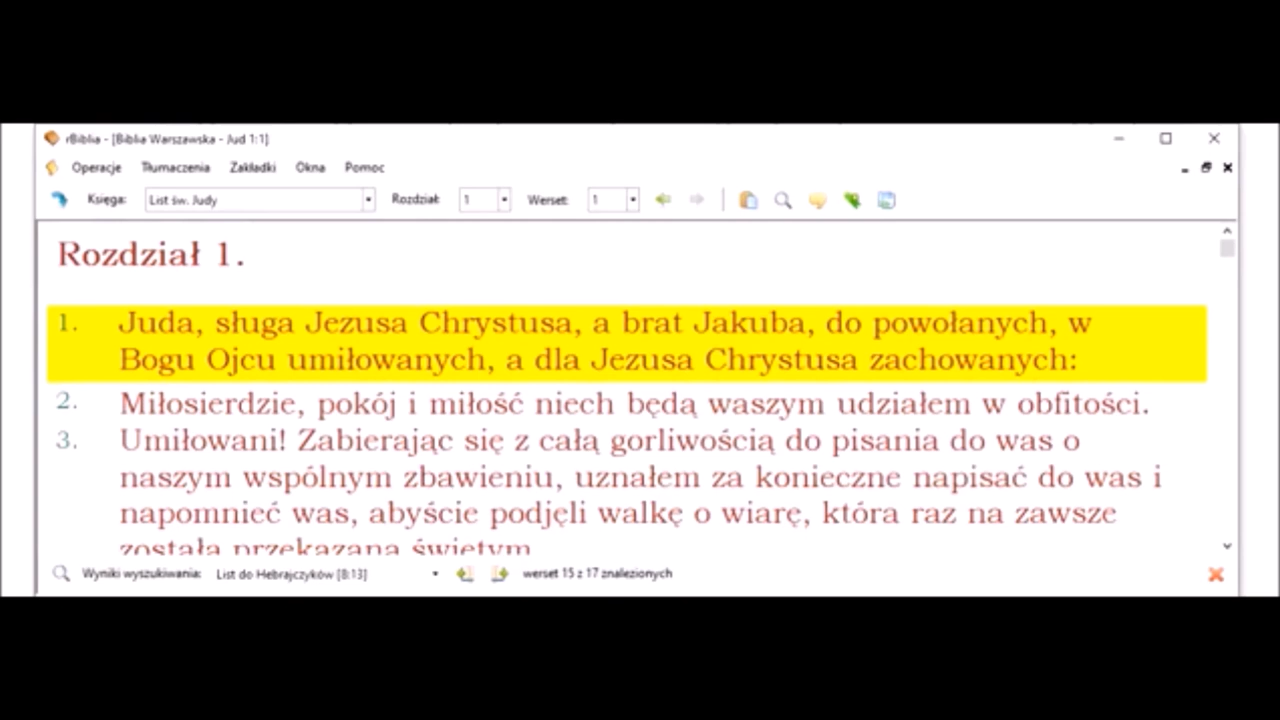 rBiblia - [Biblia Warszawska - Jud 1:1]
Operacje Tłumaczenia Zakładki Okna Pomoc
Księga: List św. Judy Rozdział: 1 Werset: 1
Rozdział 1.
1. Juda, sługa Jezusa Chrystusa, a brat Jakuba, do powołanych, w
Bogu Ojcu umiłowanych, a dla Jezusa Chrystusa zachowanych:
2. Miłosierdzie, pokój i miłość niech będą waszym udziałem w obfitości.
3. Umiłowani! Zabierając się z całą gorliwością do pisania do was o
naszym wspólnym zbawieniu, uznałem za konieczne napisać do was i
napomnieć was, abyście podjęli walkę o wiarę, która raz na zawsze
została przekazana świętym
Wyniki wyszukiwania: List do Hebrajczyków [8:13] werset 15 z 17 znalezionych